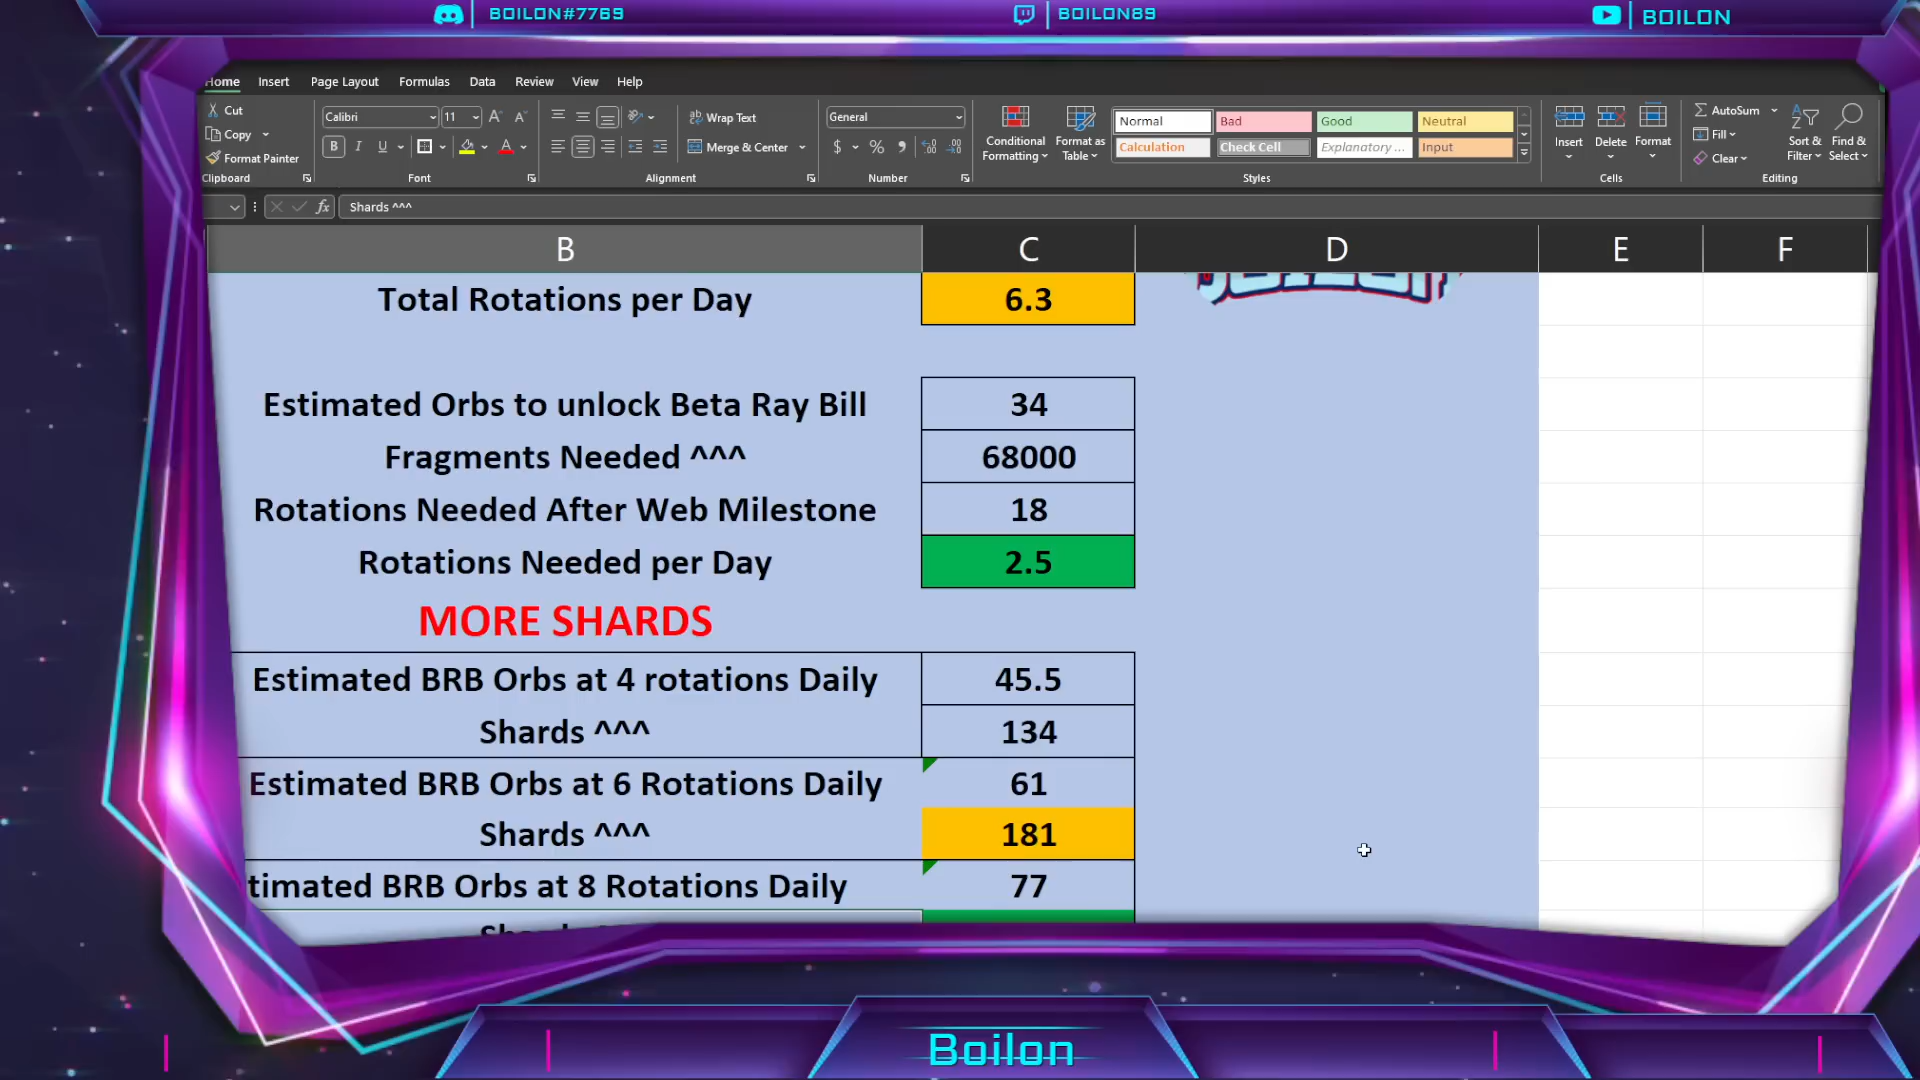 BOILON#7769
BOILON89
BOILON
Home Insert Page Layout Formulas Data Review View Help
Cut
Copy
Format Painter
Clipboard
Calibri 11
B I U
Font
Wrap Text
Merge & Center
Alignment
General
$ % 
Number
Conditional Formatting
Format as Table
Normal Bad Good Neutral
Calculation Check Cell Explanatory ... Input
Styles
Insert Delete Format
Cells
AutoSum
Fill
Clear
Sort & Filter
Find & Select
Editing
fx Shards ^^^
B C D E F
Total Rotations per Day 6.3
Estimated Orbs to unlock Beta Ray Bill 34
Fragments Needed ^^^ 68000
Rotations Needed After Web Milestone 18
Rotations Needed per Day 2.5
MORE SHARDS
Estimated BRB Orbs at 4 rotations Daily 45.5
Shards ^^^ 134
Estimated BRB Orbs at 6 Rotations Daily 61
Shards ^^^ 181
timated BRB Orbs at 8 Rotations Daily 77
Boilon